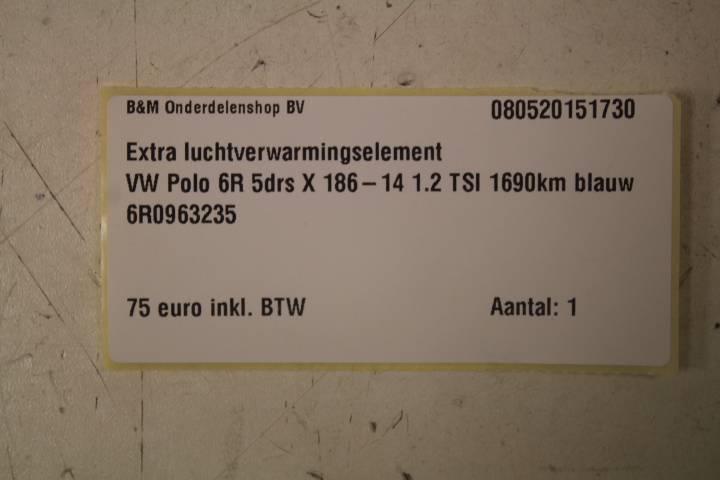 B&M Onderdelenshop BV 080520151730
Extra luchtverwarmingselement
VW Polo 6R 5drs X 186-14 1.2 TSI 1690km blauw
6R0963235
75 euro inkl. BTW Aantal: 1